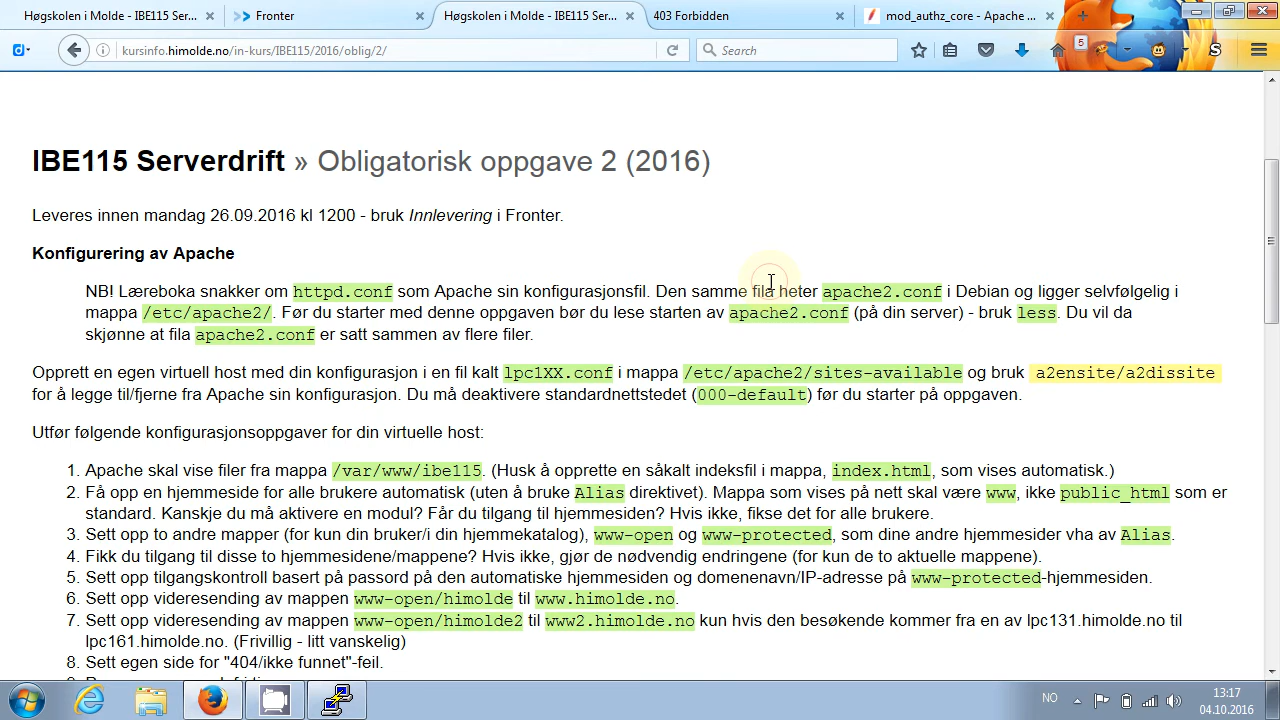 Høgskolen i Molde - IBE115 Serv...
Fronter
Høgskolen i Molde - IBE115 Ser...
403 Forbidden
mod_authz_core - Apache ...
kursinfo.himolde.no/in-kurs/IBE115/2016/oblig/2/
Search
5
S
IBE115 Serverdrift » Obligatorisk oppgave 2 (2016)
Leveres innen mandag 26.09.2016 kl 1200 - bruk Innlevering i Fronter.
Konfigurering av Apache
NB! Læreboka snakker om httpd.conf som Apache sin konfigurasjonsfil. Den samme fila heter apache2.conf i Debian og ligger selvfølgelig i
mappa /etc/apache2/. Før du starter med denne oppgaven bør du lese starten av apache2.conf (på din server) - bruk less. Du vil da
skjønne at fila apache2.conf er satt sammen av flere filer.
Opprett en egen virtuell host med din konfigurasjon i en fil kalt lpc1XX.conf i mappa /etc/apache2/sites-available og bruk a2ensite/a2dissite
for å legge til/fjerne fra Apache sin konfigurasjon. Du må deaktivere standardnettstedet (000-default) før du starter på oppgaven.
Utfør følgende konfigurasjonsoppgaver for din virtuelle host:
1. Apache skal vise filer fra mappa /var/www/ibe115. (Husk å opprette en såkalt indeksfil i mappa, index.html, som vises automatisk.)
2. Få opp en hjemmeside for alle brukere automatisk (uten å bruke Alias direktivet). Mappa som vises på nett skal være www, ikke public_html som er
standard. Kanskje du må aktivere en modul? Får du tilgang til hjemmesiden? Hvis ikke, fikse det for alle brukere.
3. Sett opp to andre mapper (for kun din bruker/i din hjemmekatalog), www-open og www-protected, som dine andre hjemmesider vha av Alias.
4. Fikk du tilgang til disse to hjemmesidene/mappene? Hvis ikke, gjør de nødvendig endringene (for kun de to aktuelle mappene).
5. Sett opp tilgangskontroll basert på passord på den automatiske hjemmesiden og domenenavn/IP-adresse på www-protected-hjemmesiden.
6. Sett opp videresending av mappen www-open/himolde til www.himolde.no.
7. Sett opp videresending av mappen www-open/himolde2 til www2.himolde.no kun hvis den besøkende kommer fra en av lpc131.himolde.no til
lpc161.himolde.no. (Frivillig - litt vanskelig)
8. Sett egen side for "404/ikke funnet"-feil.
NO
13:17
04.10.2016